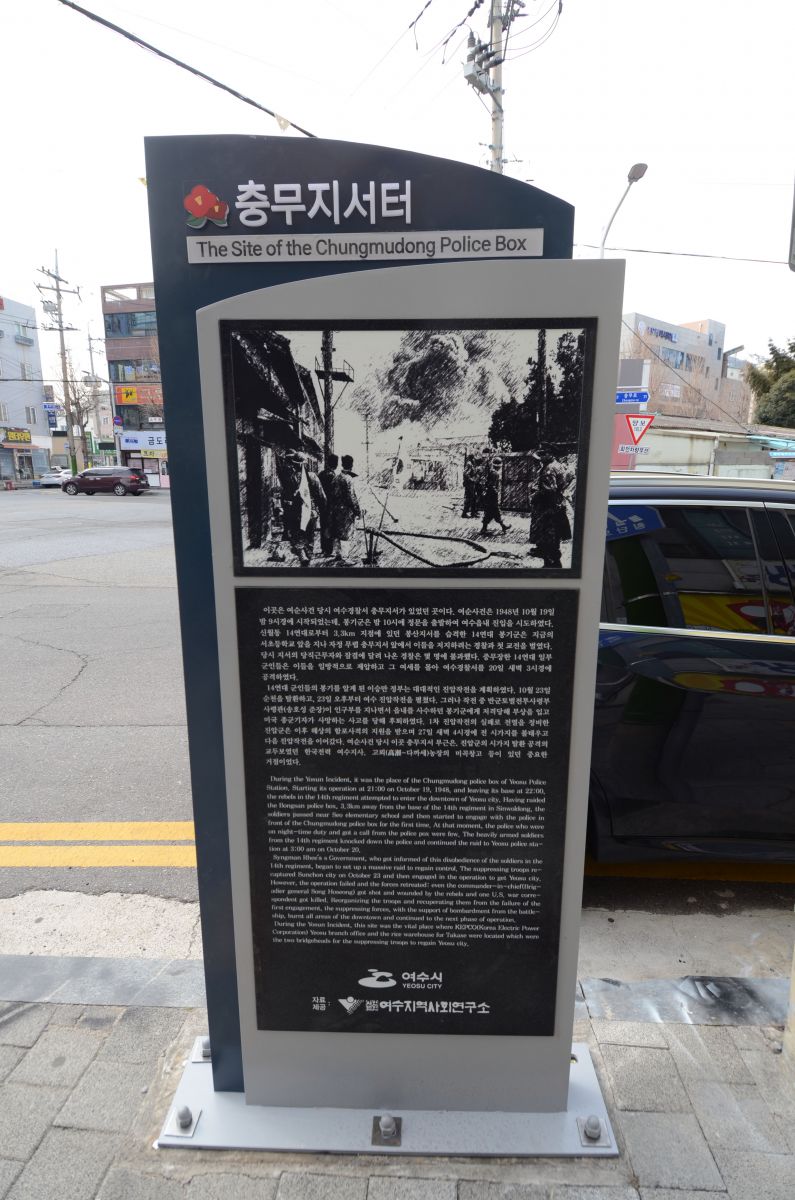 충무지서터
The Site of the Chungmudong Police Box
이곳은 여순사건 당시 여수경찰서 충무지서가 있었던 곳이다. 여순사건은 1948년 10월 19일
밤 9시경에 시작되었는데, 봉기군은 밤 10시에 정문을 출발하여 여수읍내 진입을 시도하였다.
신월동 14연대로부터 3.3km 지점에 있던 봉산지서를 습격한 14연대 봉기군은 지금의
서초등학교 앞을 지나 자정 무렵 충무지서 앞에서 이들을 저지하려는 경찰과 첫 교전을 벌였다.
당시 지서의 당직근무자와 잠결에 달려 나온 경찰은 몇 명에 불과했다. 중무장한 14연대 일부
군인들은 이들을 일방적으로 제압하고 그 여세를 몰아 여수경찰서를 20일 새벽 3시경에
공격하였다.
14연대 군인들의 봉기를 알게 된 이승만 정부는 대대적인 진압작전을 계획하였다. 10월 23일
순천을 탈환하고, 23일 오후부터 여수 진압작전을 펼쳤다. 그러나 작전 중 반군토벌전투사령부
사령관(송호성 준장)이 인구부를 지나면서 읍내를 사수하던 봉기군에게 저격당해 부상을 입고
미국 종군기자가 사망하는 사고를 당해 후퇴하였다. 1차 진압작전의 실패로 전열을 정비한
진압군은 이후 해상의 함포사격의 지원을 받으며 27일 새벽 4시경에 전 시가지를 불태우고
다음 진압작전을 이어갔다. 여순사건 당시 이곳 충무지서 부근은, 진압군의 시가지 탈환 공격의
교두보였던 한국전력 여수지사, 고뢰(高瀨-다까세)농장의 미곡창고 등이 있던 중요한
거점이었다.
During the Yosun Incident, it was the place of the Chungmudong police box of Yeosu Police
Station. Starting its operation at 21:00 on October 19, 1948, and leaving its base at 22:00,
the rebels in the 14th regiment attempted to enter the downtown of Yeosu city. Having raided
the Bongsan police box, 3.3km away from the base of the 14th regiment in Sinwoldong, the
soldiers passed near Seo elementary school and then started to engage with the police in
front of the Chungmudong police box for the first time. At that moment, the police who were
on night-time duty and got a call from the police pox were few. The heavily armed soldiers
from the 14th regiment knocked down the police and continued the raid to Yeosu police sta-
tion at 3:00 am on October 20.
Syngman Rhee's a Government, who got informed of this disobedience of the soldiers in the
14th regiment, began to set up a massive raid to regain control. The suppressing troops re-
captured Sunchon city on October 23 and then engaged in the operation to get Yeosu city.
However, the operation failed and the forces retreated: even the commander-in-chief(Brig-
adier general Song Hoseong) got shot and wounded by the rebels and one U.S. war corre-
spondent got killed. Reorganizing the troops and recuperating them from the failure of the
first engagement, the suppressing forces, with the support of bombardment from the battle-
ship, burnt all areas of the downtown and continued to the next phase of operation.
During the Yosun Incident, this site was the vital place where KEPCO(Korea Electric Power
Corporation) Yeosu branch office and the rice warehouse for Takase were located which were
the two bridgeheads for the suppressing troops to regain Yeosu city.
여수시
YEOSU CITY
자료
제공 :
여수지역사회연구소
양보
충무로